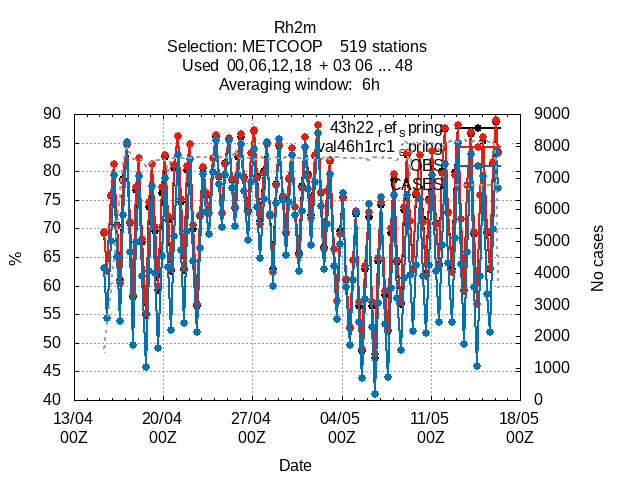 Rh2m
Selection: METCOOP 519 stations
Used 00,06,12,18 + 03 06 ... 48
Averaging window: 6h
90 9000
43h22_ref_spring
85 8000
val46h1rc1_spring
OBS
80 7000
CASES
75 6000
70 5000
65 4000
60 3000
55 2000
50 1000
45
40 0
%
No cases
13/04 20/04 27/04 04/05 11/05 18/05
00Z 00Z 00Z 00Z 00Z 00Z
Date